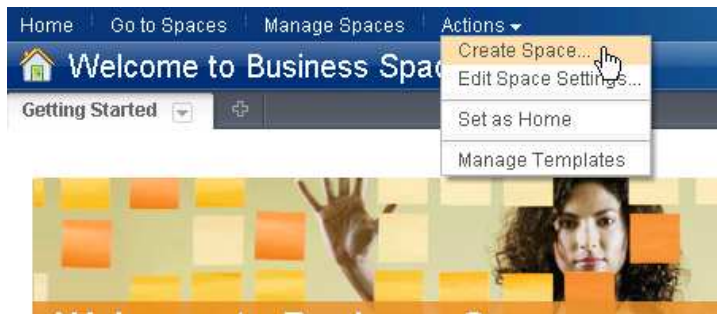 Home Go to Spaces Manage Spaces Actions
Create Space...
Welcome to Business Spa
Edit Space Settings...
Getting Started
Set as Home
Manage Templates